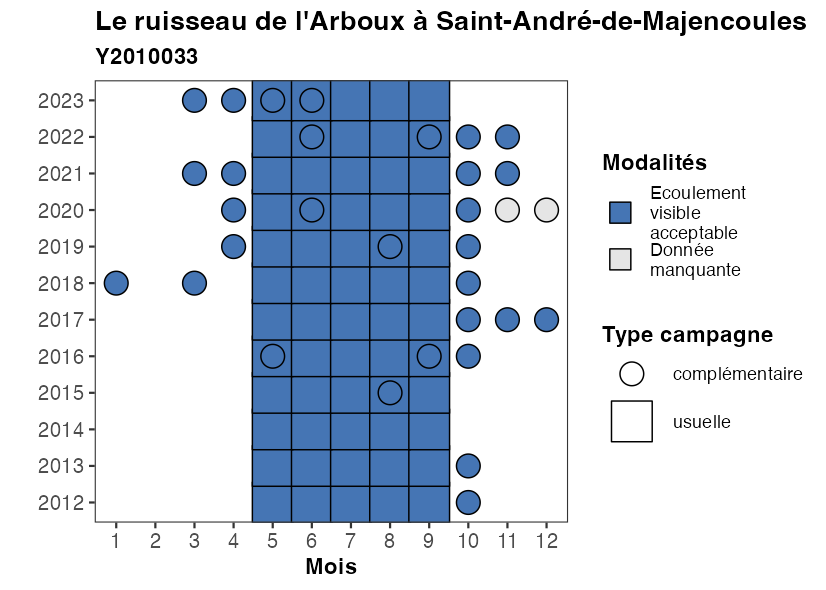 Le ruisseau de l'Arboux à Saint-André-de-Majencoules
Y2010033
2023
2022
2021
2020
2019
2018
2017
2016
2015
2014
2013
2012
1 2 3 4 5 6 7 8 9 10 11 12
Mois
Modalités
Ecoulement
visible
acceptable
Donnée
manquante
Type campagne
complémentaire
usuelle